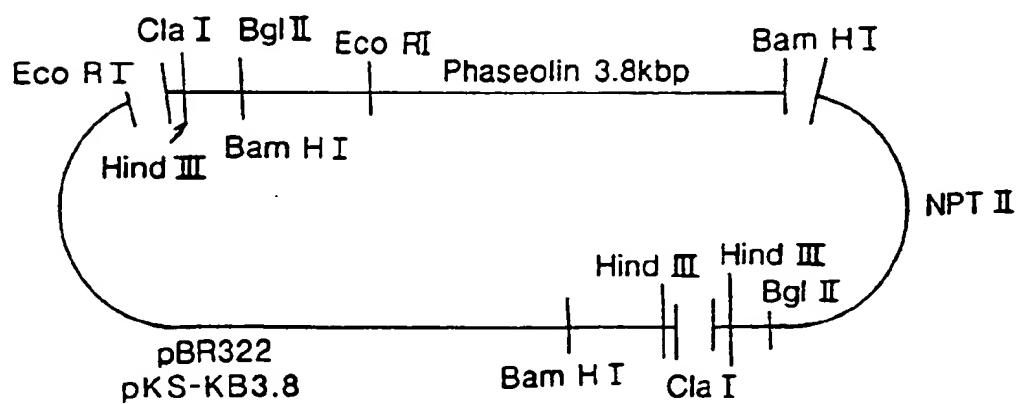 Cla I Bgl II
Eco RI
Bam H I
Eco R I
Phaseolin 3.8kbp
Hind III
Bam H I
NPT II
Hind III
Hind III
Bgl II
pBR322
pKS-KB3.8
Bam H I
Cla I